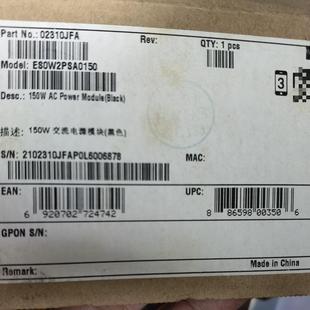 Part No.: 02310JFA Rev: QTY: 1 pcs
Model: ES0W2PSA0150
Desc.: 150W AC Power Module(Black)
3
描述: 150W 交流电源模块(黑色)
S/N: 2102310JFAP0L6006878 MAC:
EAN: UPC:
6 920702 724742 8 86598 00350 6
GPON S/N:
Remark: Made in China